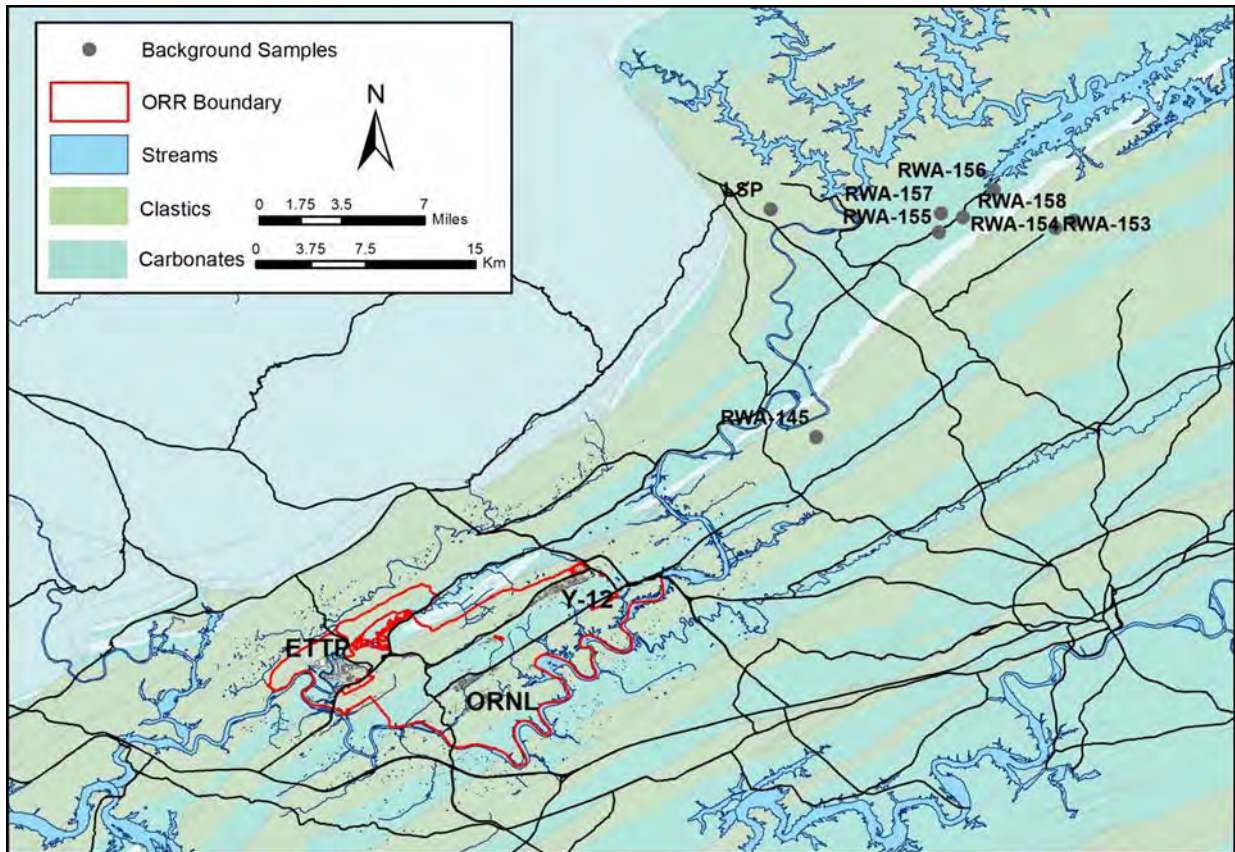 Background Samples
ORR Boundary
Streams
Clastics
Carbonates
N
0 1.75 3.5 7
Miles
0 3.75 7.5 15
Km
RWA-156
LSP
RWA-157
RWA-158
RWA-155
RWA-154
RWA-153
RWA-145
Y-12
ETTP
ORNL